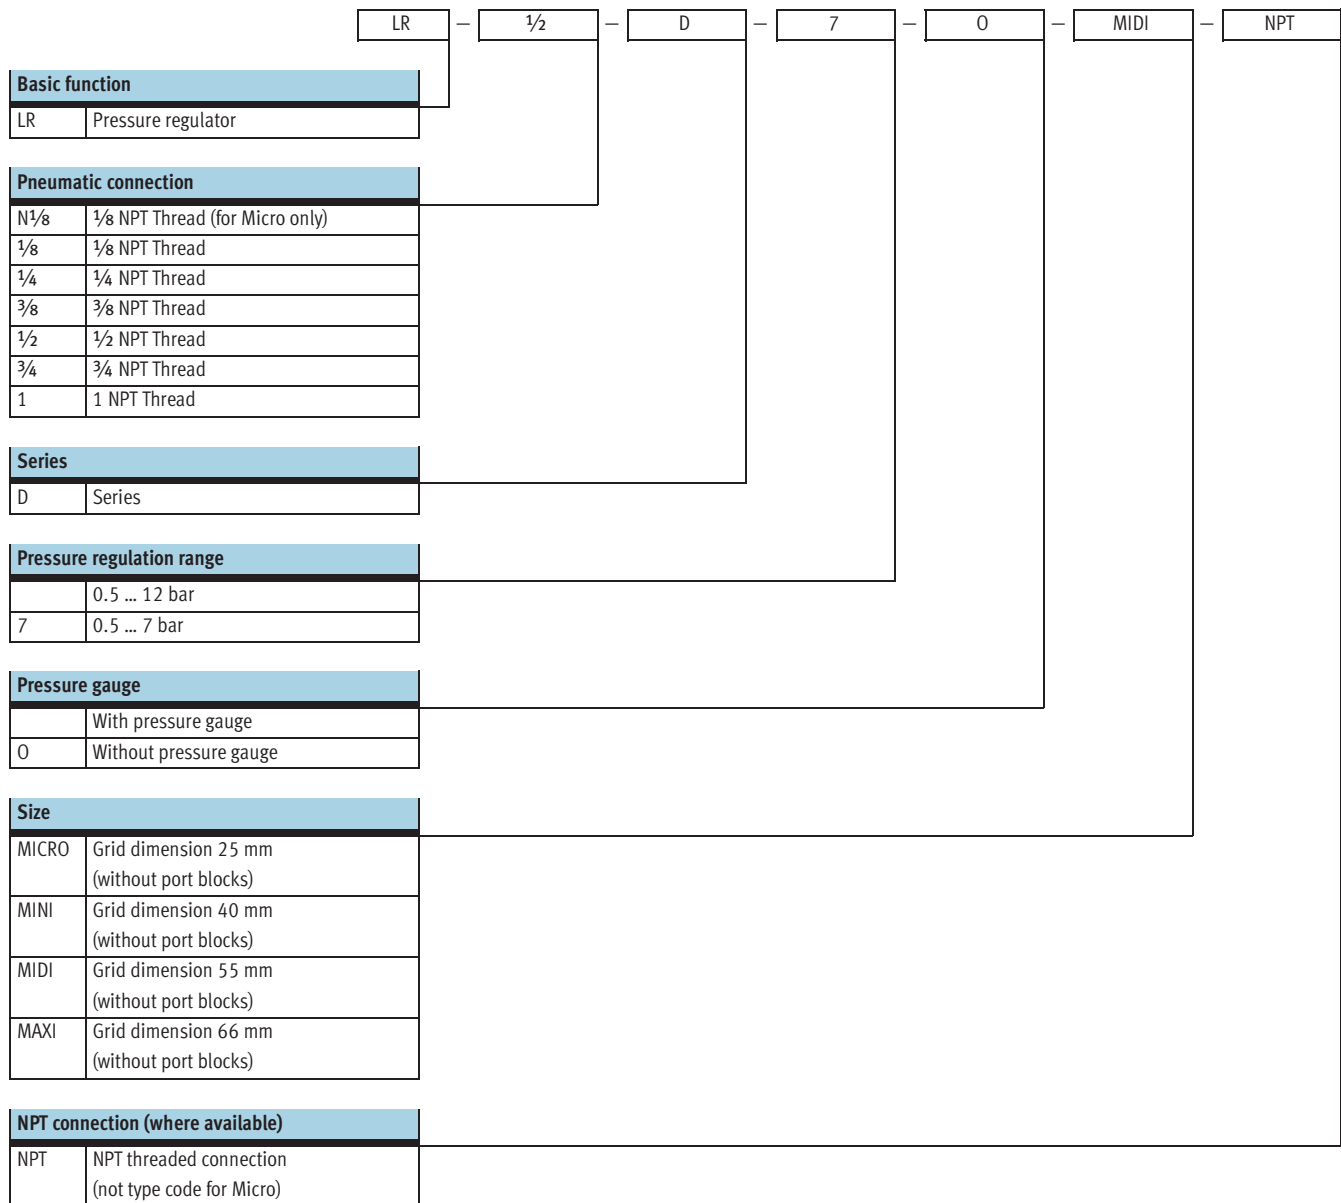 LR – ½ – D – 7 – O – MIDI – NPT
Basic function
LR Pressure regulator
Pneumatic connection
N⅛ ⅛ NPT Thread (for Micro only)
⅛ ⅛ NPT Thread
¼ ¼ NPT Thread
⅜ ⅜ NPT Thread
½ ½ NPT Thread
¾ ¾ NPT Thread
1 1 NPT Thread
Series
D Series
Pressure regulation range
0.5 ... 12 bar
7 0.5 ... 7 bar
Pressure gauge
With pressure gauge
O Without pressure gauge
Size
MICRO Grid dimension 25 mm
(without port blocks)
MINI Grid dimension 40 mm
(without port blocks)
MIDI Grid dimension 55 mm
(without port blocks)
MAXI Grid dimension 66 mm
(without port blocks)
NPT connection (where available)
NPT NPT threaded connection
(not type code for Micro)